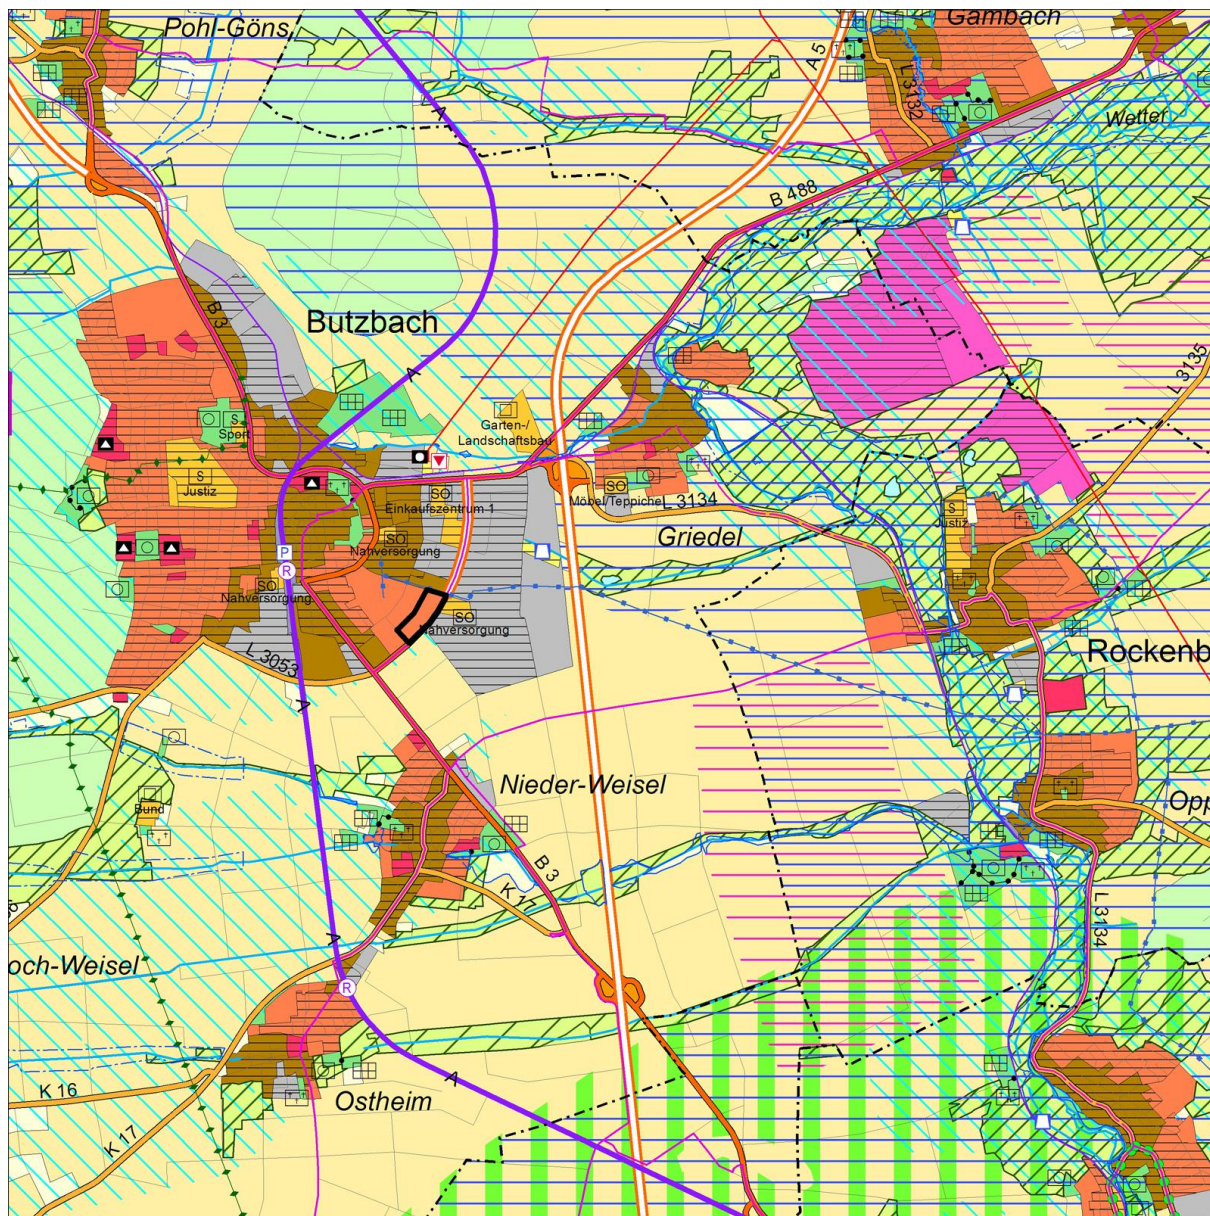 Pohl-Göns
Gambach
A 5
L 3132
Wetter
A
B 488
Butzbach
B 3
A
L 3135
S
Sport
Garten-/
Landschaftsbau
S
Justiz
SO
Einkaufszentrum 1
SO
Möbel/Teppiche
L 3134
S
Justiz
Griedel
SO
Nahversorgung
P
R
SO
Nahversorgung
SO
Nahversorgung
L 3053
Rockenb
A
Nieder-Weisel
Bund
Opp
B 3
K 17
L 3134
A
och-Weisel
R
A
K 16
Ostheim
K 17